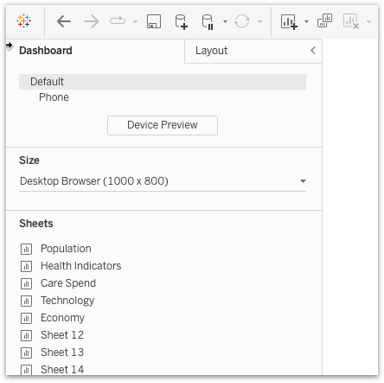 Dashboard
Layout
Default
Phone
Device Preview
Size
Desktop Browser (1000 x 800)
Sheets
Population
Health Indicators
Care Spend
Technology
Economy
Sheet 12
Sheet 13
Sheet 14